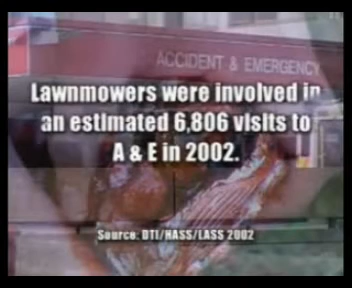 ACCIDENT & EMERGENCY
Lawnmowers were involved in
an estimated 6,806 visits to
A & E in 2002.
Source: DTI/HASS/LASS 2002